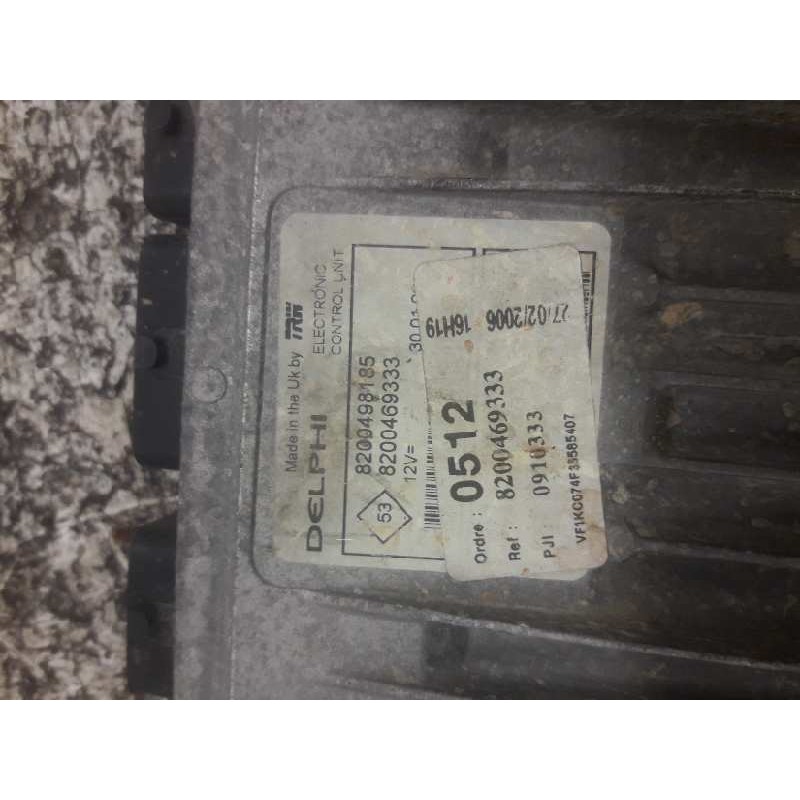 Made in the Uk by TRW
DELPHI
ELECTRONIC
CONTROL UNIT
53
8200498185
8200469333
12V=
Ordre : 0512
16H19
Ref : 8200469333
27/02/2006
PJI : 0910333
VF1KC074F33585407